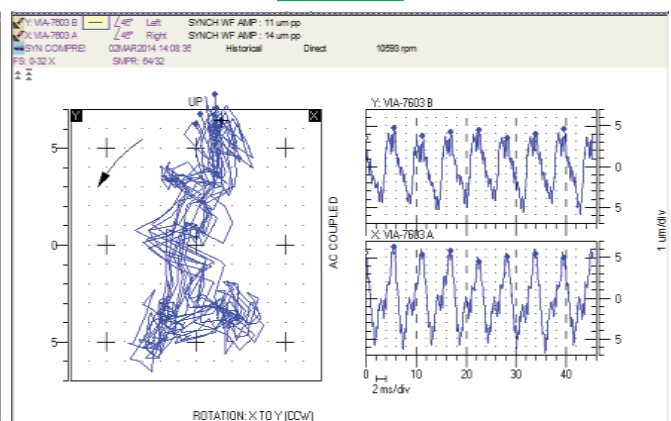 Y: VIA-7603 B 45° Left SYNCH WF AMP : 11 um pp
X: VIA-7603 A 45° Right SYNCH WF AMP : 14 um pp
SYN COMPRE 02MAR2014 14:08:35 Historical Direct 10593 rpm
FS: 0-32 X SMPR: 64/32
UP
Y X
5
0
5
AC COUPLED
ROTATION: X TO Y (CCW)
Y: VIA-7603 B
5
0
5
X: VIA-7603 A
5
0
5
0 10 20 30 40
2 ms/div
1 um/div